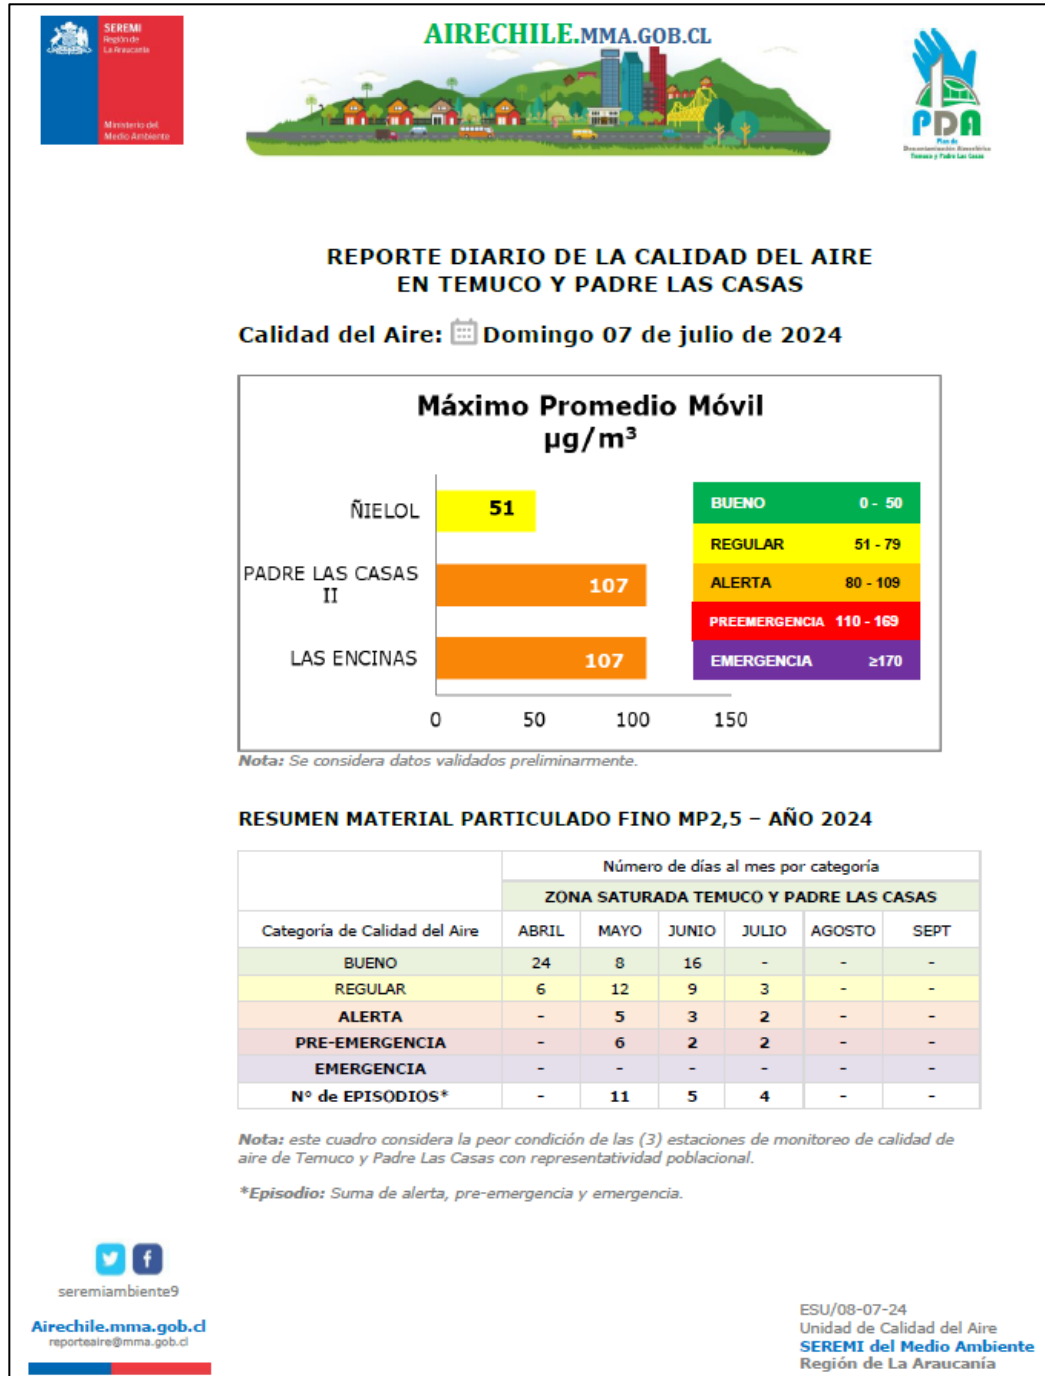 SEREMI
Región de
La Araucanía
Ministerio del
Medio Ambiente
AIRECHILE.MMA.GOB.CL
PDA
Plan de
Descontaminación Atmosférica
Temuco y Padre Las Casas
REPORTE DIARIO DE LA CALIDAD DEL AIRE
EN TEMUCO Y PADRE LAS CASAS
Calidad del Aire: Domingo 07 de julio de 2024
Máximo Promedio Móvil
µg/m³
ÑIELOL 51
PADRE LAS CASAS
II 107
LAS ENCINAS 107
0 50 100 150
BUENO 0 - 50
REGULAR 51 - 79
ALERTA 80 - 109
PREEMERGENCIA 110 - 169
EMERGENCIA ≥170
Nota: Se considera datos validados preliminarmente.
RESUMEN MATERIAL PARTICULADO FINO MP2,5 – AÑO 2024
Número de días al mes por categoría
ZONA SATURADA TEMUCO Y PADRE LAS CASAS
Categoría de Calidad del Aire ABRIL MAYO JUNIO JULIO AGOSTO SEPT
BUENO 24 8 16 - - -
REGULAR 6 12 9 3 - -
ALERTA - 5 3 2 - -
PRE-EMERGENCIA - 6 2 2 - -
EMERGENCIA - - - - - -
N° de EPISODIOS* - 11 5 4 - -
Nota: este cuadro considera la peor condición de las (3) estaciones de monitoreo de calidad de
aire de Temuco y Padre Las Casas con representatividad poblacional.
*Episodio: Suma de alerta, pre-emergencia y emergencia.
seremiambiente9
Airechile.mma.gob.cl
reporteaire@mma.gob.cl
ESU/08-07-24
Unidad de Calidad del Aire
SEREMI del Medio Ambiente
Región de La Araucanía